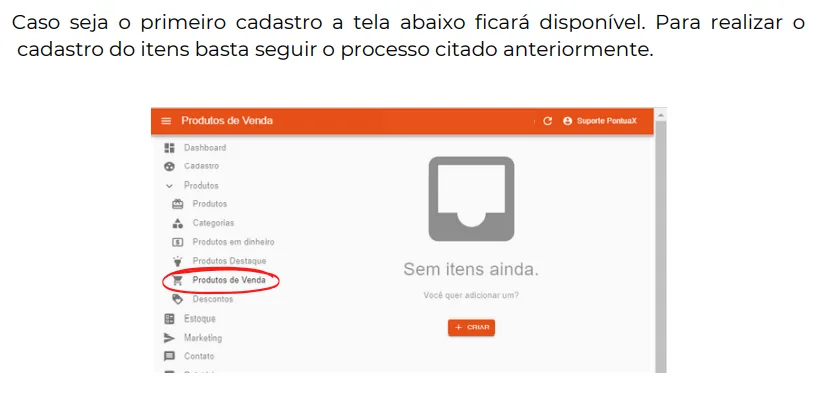 Caso seja o primeiro cadastro a tela abaixo ficará disponível. Para realizar o
cadastro do itens basta seguir o processo citado anteriormente.
Produtos de Venda
Suporte PontuaX
Dashboard
Cadastro
Produtos
Produtos
Categorias
Produtos em dinheiro
Produtos Destaque
Produtos de Venda
Descontos
Estoque
Marketing
Contato
Sem itens ainda.
Você quer adicionar um?
+ CRIAR